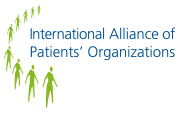 International Alliance of
Patients' Organizations